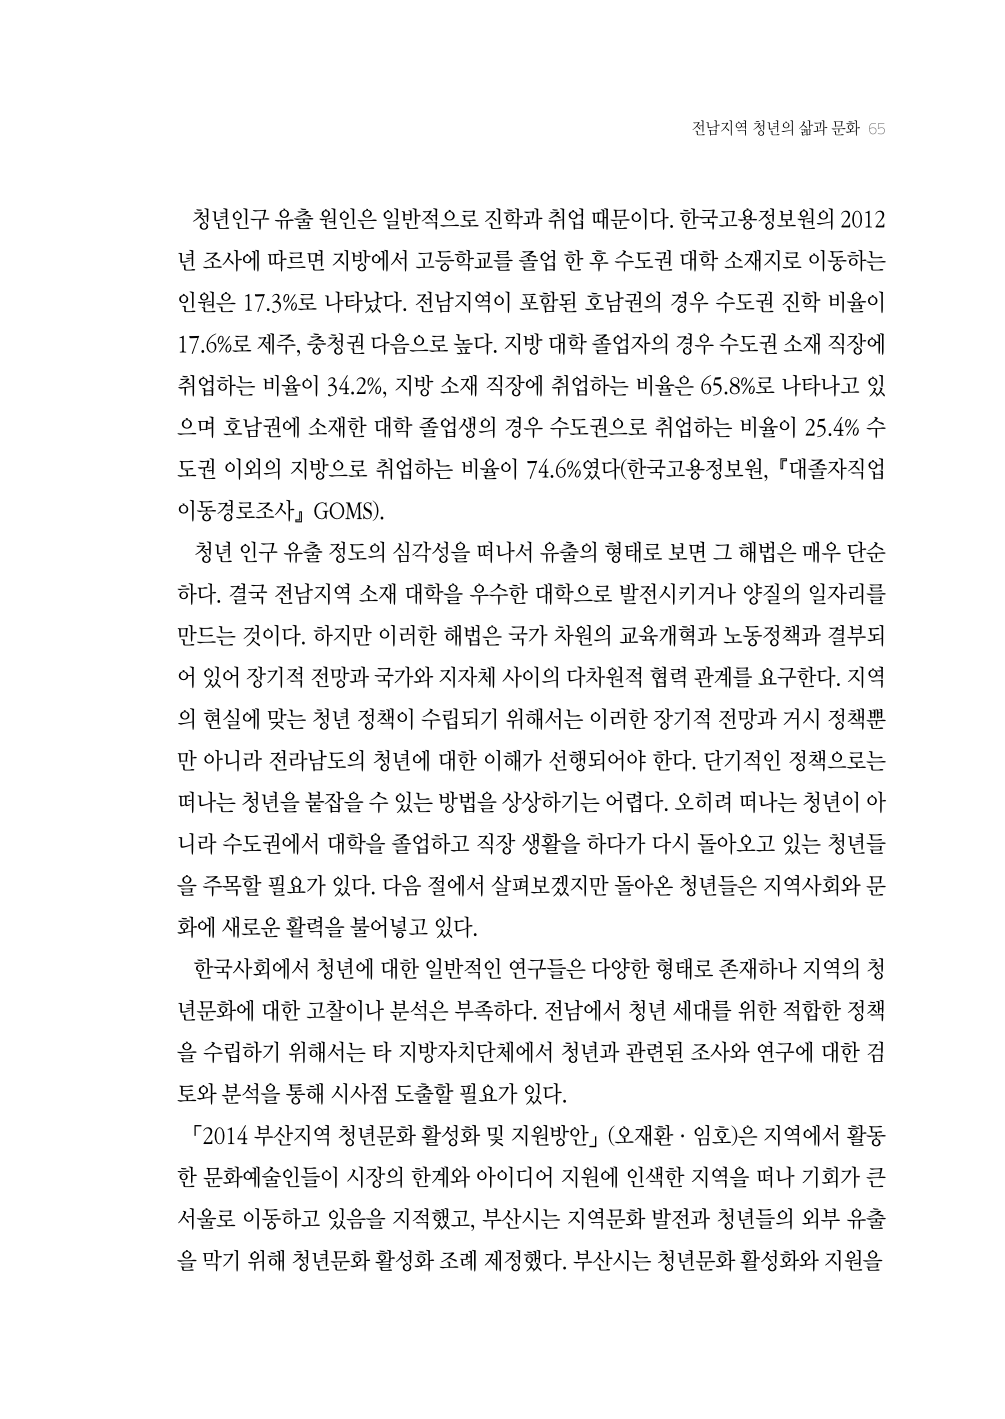 전남지역 청년의 삶과 문화 65
청년인구 유출 원인은 일반적으로 진학과 취업 때문이다. 한국고용정보원의 2012
년 조사에 따르면 지방에서 고등학교를 졸업 한 후 수도권 대학 소재지로 이동하는
인원은 17.3%로 나타났다. 전남지역이 포함된 호남권의 경우 수도권 진학 비율이
17.6%로 제주, 충청권 다음으로 높다. 지방 대학 졸업자의 경우 수도권 소재 직장에
취업하는 비율이 34.2%, 지방 소재 직장에 취업하는 비율은 65.8%로 나타나고 있
으며 호남권에 소재한 대학 졸업생의 경우 수도권으로 취업하는 비율이 25.4% 수
도권 이외의 지방으로 취업하는 비율이 74.6%였다(한국고용정보원, 『대졸자직업
이동경로조사』 GOMS).
청년 인구 유출 정도의 심각성을 떠나서 유출의 형태로 보면 그 해법은 매우 단순
하다. 결국 전남지역 소재 대학을 우수한 대학으로 발전시키거나 양질의 일자리를
만드는 것이다. 하지만 이러한 해법은 국가 차원의 교육개혁과 노동정책과 결부되
어 있어 장기적 전망과 국가와 지자체 사이의 다차원적 협력 관계를 요구한다. 지역
의 현실에 맞는 청년 정책이 수립되기 위해서는 이러한 장기적 전망과 거시 정책뿐
만 아니라 전라남도의 청년에 대한 이해가 선행되어야 한다. 단기적인 정책으로는
떠나는 청년을 붙잡을 수 있는 방법을 상상하기는 어렵다. 오히려 떠나는 청년이 아
니라 수도권에서 대학을 졸업하고 직장 생활을 하다가 다시 돌아오고 있는 청년들
을 주목할 필요가 있다. 다음 절에서 살펴보겠지만 돌아온 청년들은 지역사회와 문
화에 새로운 활력을 불어넣고 있다.
한국사회에서 청년에 대한 일반적인 연구들은 다양한 형태로 존재하나 지역의 청
년문화에 대한 고찰이나 분석은 부족하다. 전남에서 청년 세대를 위한 적합한 정책
을 수립하기 위해서는 타 지방자치단체에서 청년과 관련된 조사와 연구에 대한 검
토와 분석을 통해 시사점 도출할 필요가 있다.
「2014 부산지역 청년문화 활성화 및 지원방안」(오재환 · 임호)은 지역에서 활동
한 문화예술인들이 시장의 한계와 아이디어 지원에 인색한 지역을 떠나 기회가 큰
서울로 이동하고 있음을 지적했고, 부산시는 지역문화 발전과 청년들의 외부 유출
을 막기 위해 청년문화 활성화 조례 제정했다. 부산시는 청년문화 활성화와 지원을